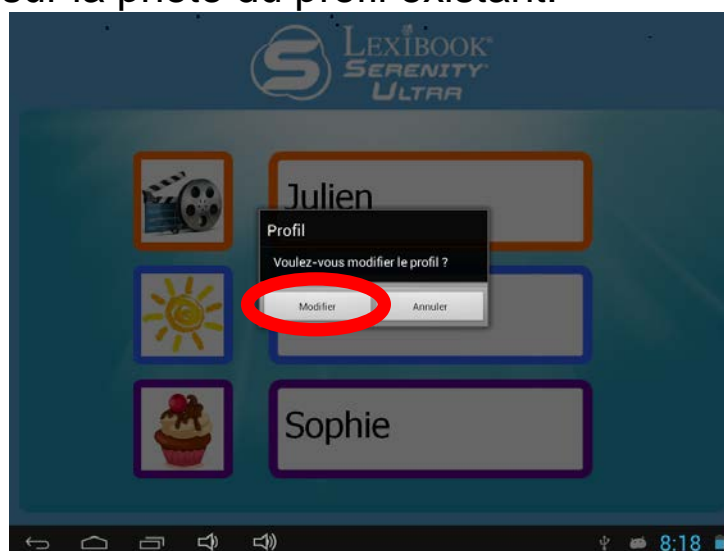 sur la photo du profil existant.
LEXIBOOK®
SERENITY™
ULTRA
Julien
Profil
Voulez-vous modifier le profil ?
Modifier
Annuler
Sophie
8:18